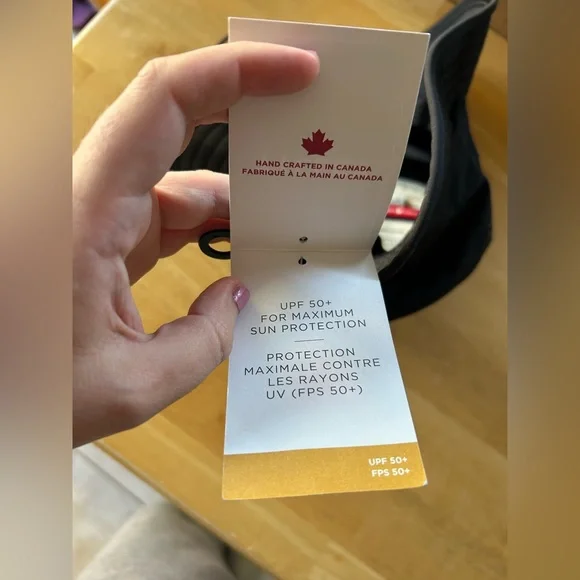 HAND CRAFTED IN CANADA
FABRIQUÉ À LA MAIN AU CANADA
UPF 50+
FOR MAXIMUM
SUN PROTECTION
PROTECTION
MAXIMALE CONTRE
LES RAYONS
UV (FPS 50+)
UPF 50+
FPS 50+